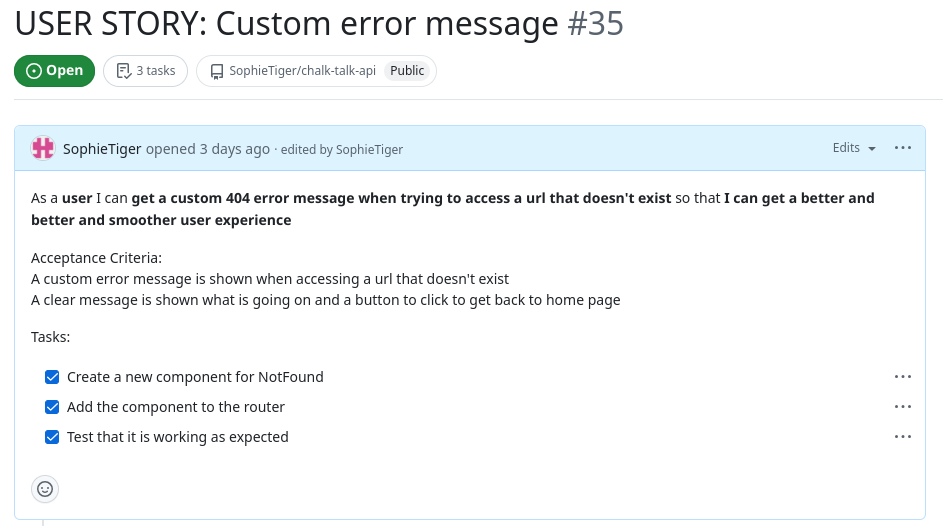 USER STORY: Custom error message #35
Open 3 tasks SophieTiger/chalk-talk-api Public
SophieTiger opened 3 days ago · edited by SophieTiger Edits
As a user I can get a custom 404 error message when trying to access a url that doesn't exist so that I can get a better and
better and smoother user experience
Acceptance Criteria:
A custom error message is shown when accessing a url that doesn't exist
A clear message is shown what is going on and a button to click to get back to home page
Tasks:
Create a new component for NotFound
Add the component to the router
Test that it is working as expected